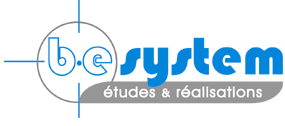 b.e system
études & réalisations